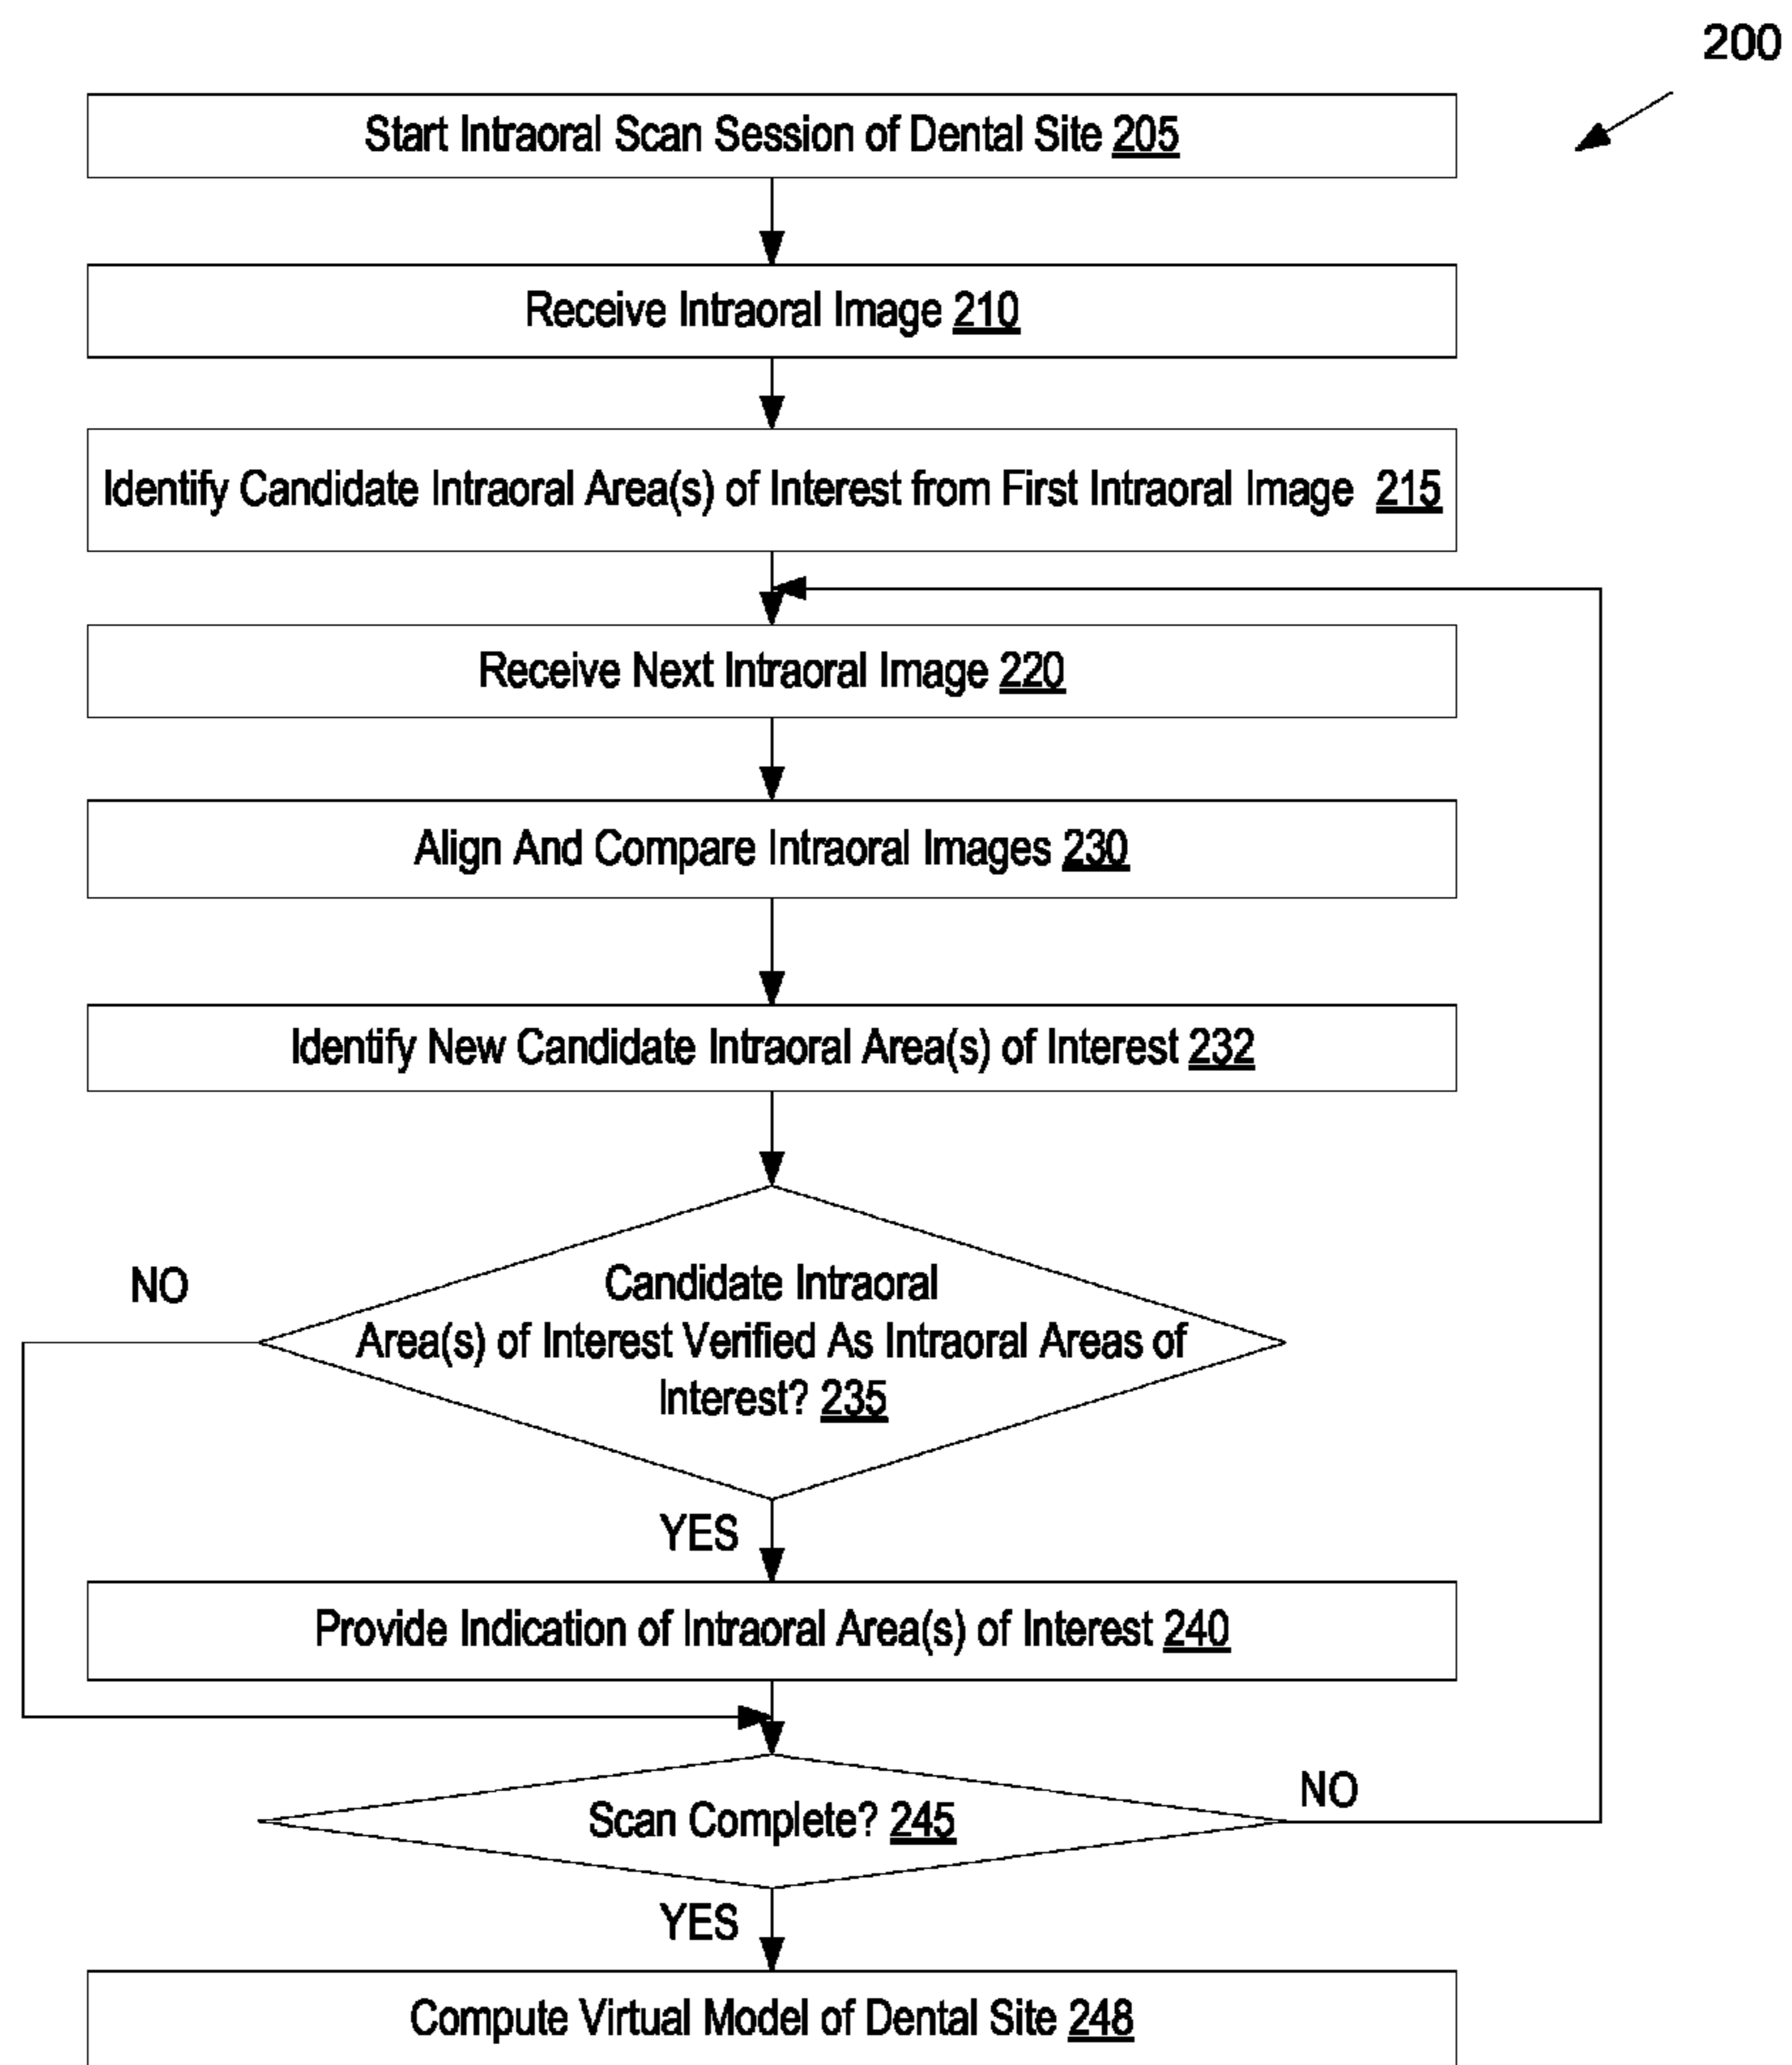 200
Start Intraoral Scan Session of Dental Site 205
Receive Intraoral Image 210
Identify Candidate Intraoral Area(s) of Interest from First Intraoral Image 215
Receive Next Intraoral Image 220
Align And Compare Intraoral Images 230
Identify New Candidate Intraoral Area(s) of Interest 232
NO
Candidate Intraoral
Area(s) of Interest Verified As Intraoral Areas of
Interest? 235
YES
Provide Indication of Intraoral Area(s) of Interest 240
NO
Scan Complete? 245
YES
Compute Virtual Model of Dental Site 248